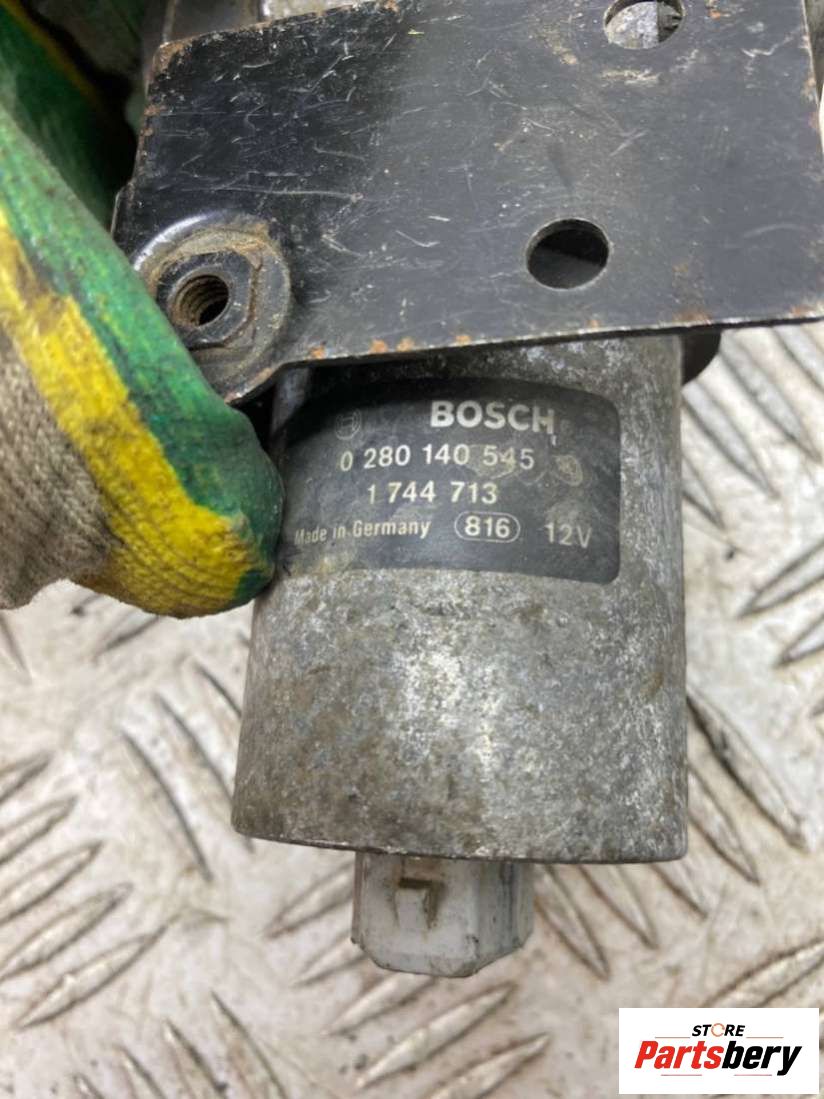 BOSCH
0 280 140 545
1 744 713
Made in Germany 816 12V
STORE
Partsbery